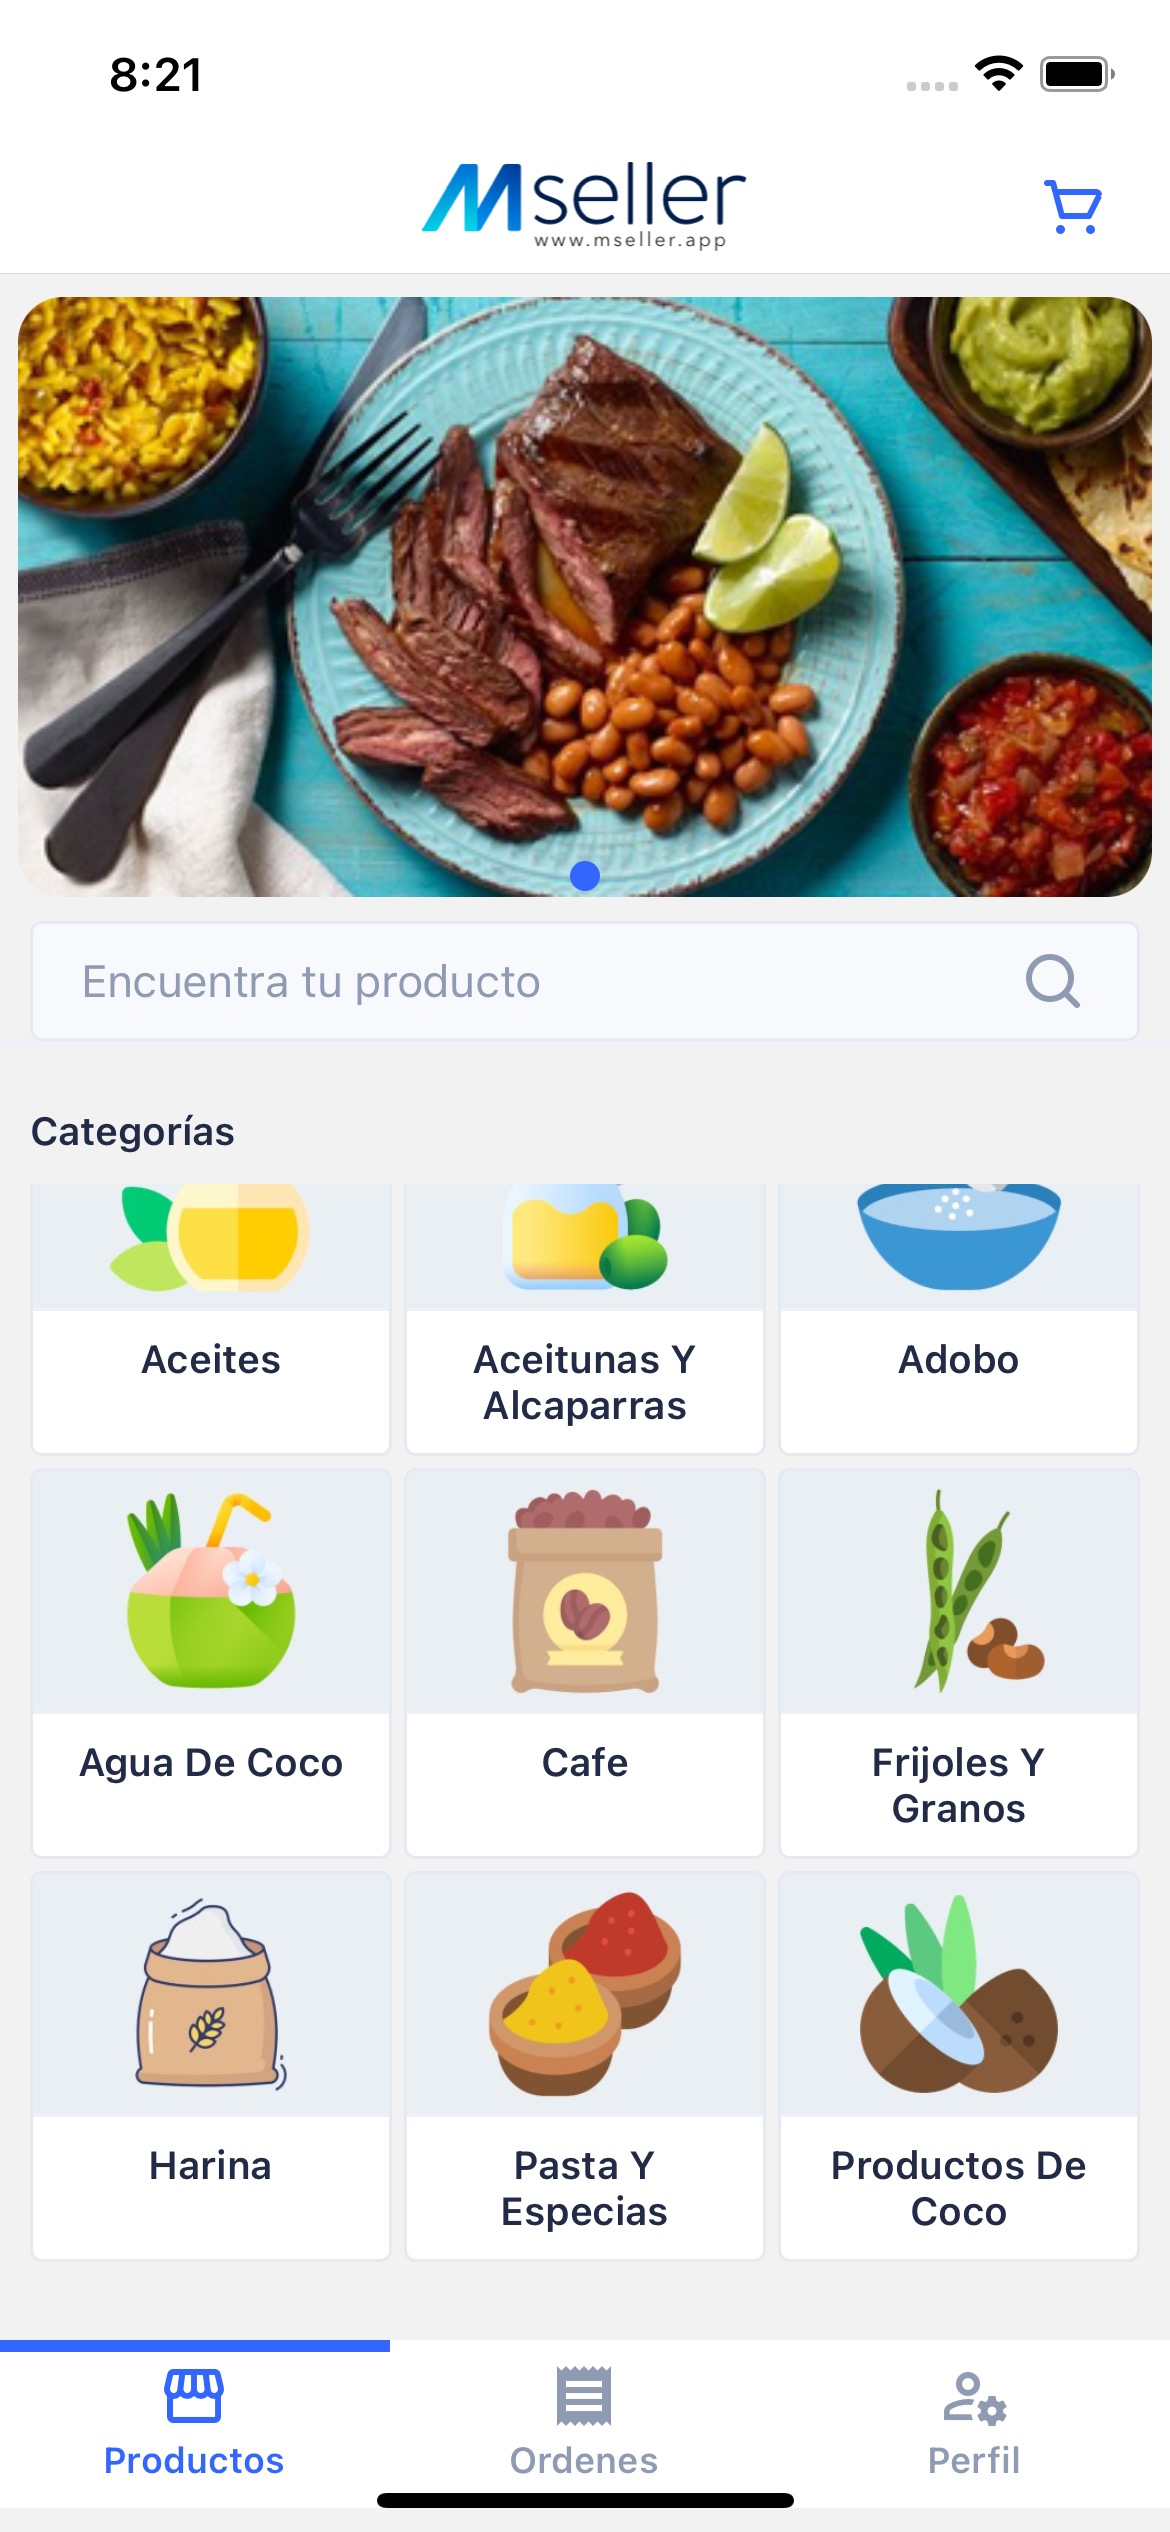 8:21
Mseller
www.mseller.app
Encuentra tu producto
Categorías
Aceites
Aceitunas Y
Alcaparras
Adobo
Agua De Coco
Cafe
Frijoles Y
Granos
Harina
Pasta Y
Especias
Productos De
Coco
Productos
Ordenes
Perfil